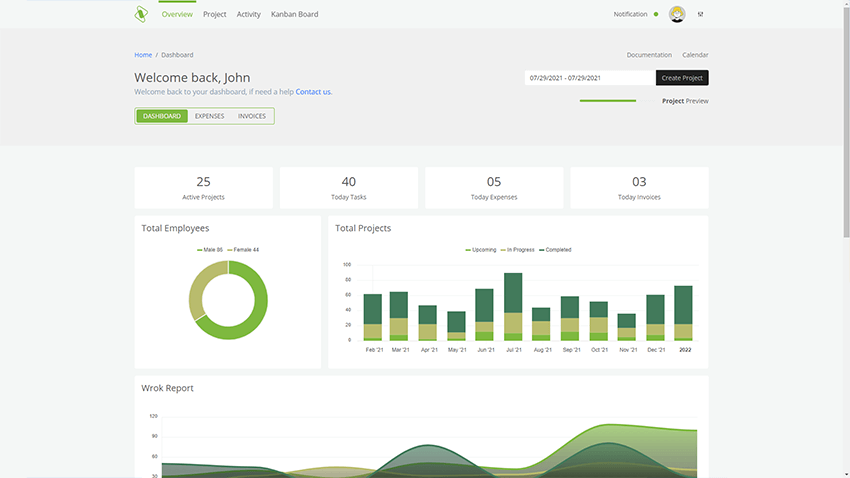 Overview Project Activity Kanban Board Notification
Home / Dashboard Documentation Calendar
Welcome back, John
07/29/2021 - 07/29/2021 Create Project
Welcome back to your dashboard, if need a help Contact us.
Project Preview
DASHBOARD EXPENSES INVOICES
25 40 05 03
Active Projects Today Tasks Today Expenses Today Invoices
Total Employees
Male 86 Female 44
Total Projects
Upcoming In Progress Completed
100
80
60
40
20
0
Feb '21 Mar '21 Apr '21 May '21 Jun '21 Jul '21 Aug '21 Sep '21 Oct '21 Nov '21 Dec '21 2022
Wrok Report
120
90
60
30